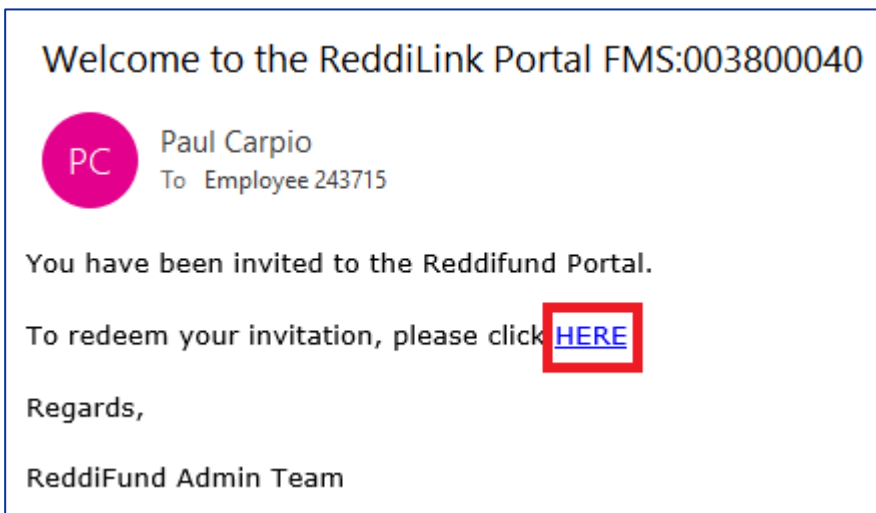 Welcome to the ReddiLink Portal FMS:003800040
PC
Paul Carpio
To Employee 243715
You have been invited to the Reddifund Portal.
To redeem your invitation, please click HERE
Regards,
ReddiFund Admin Team